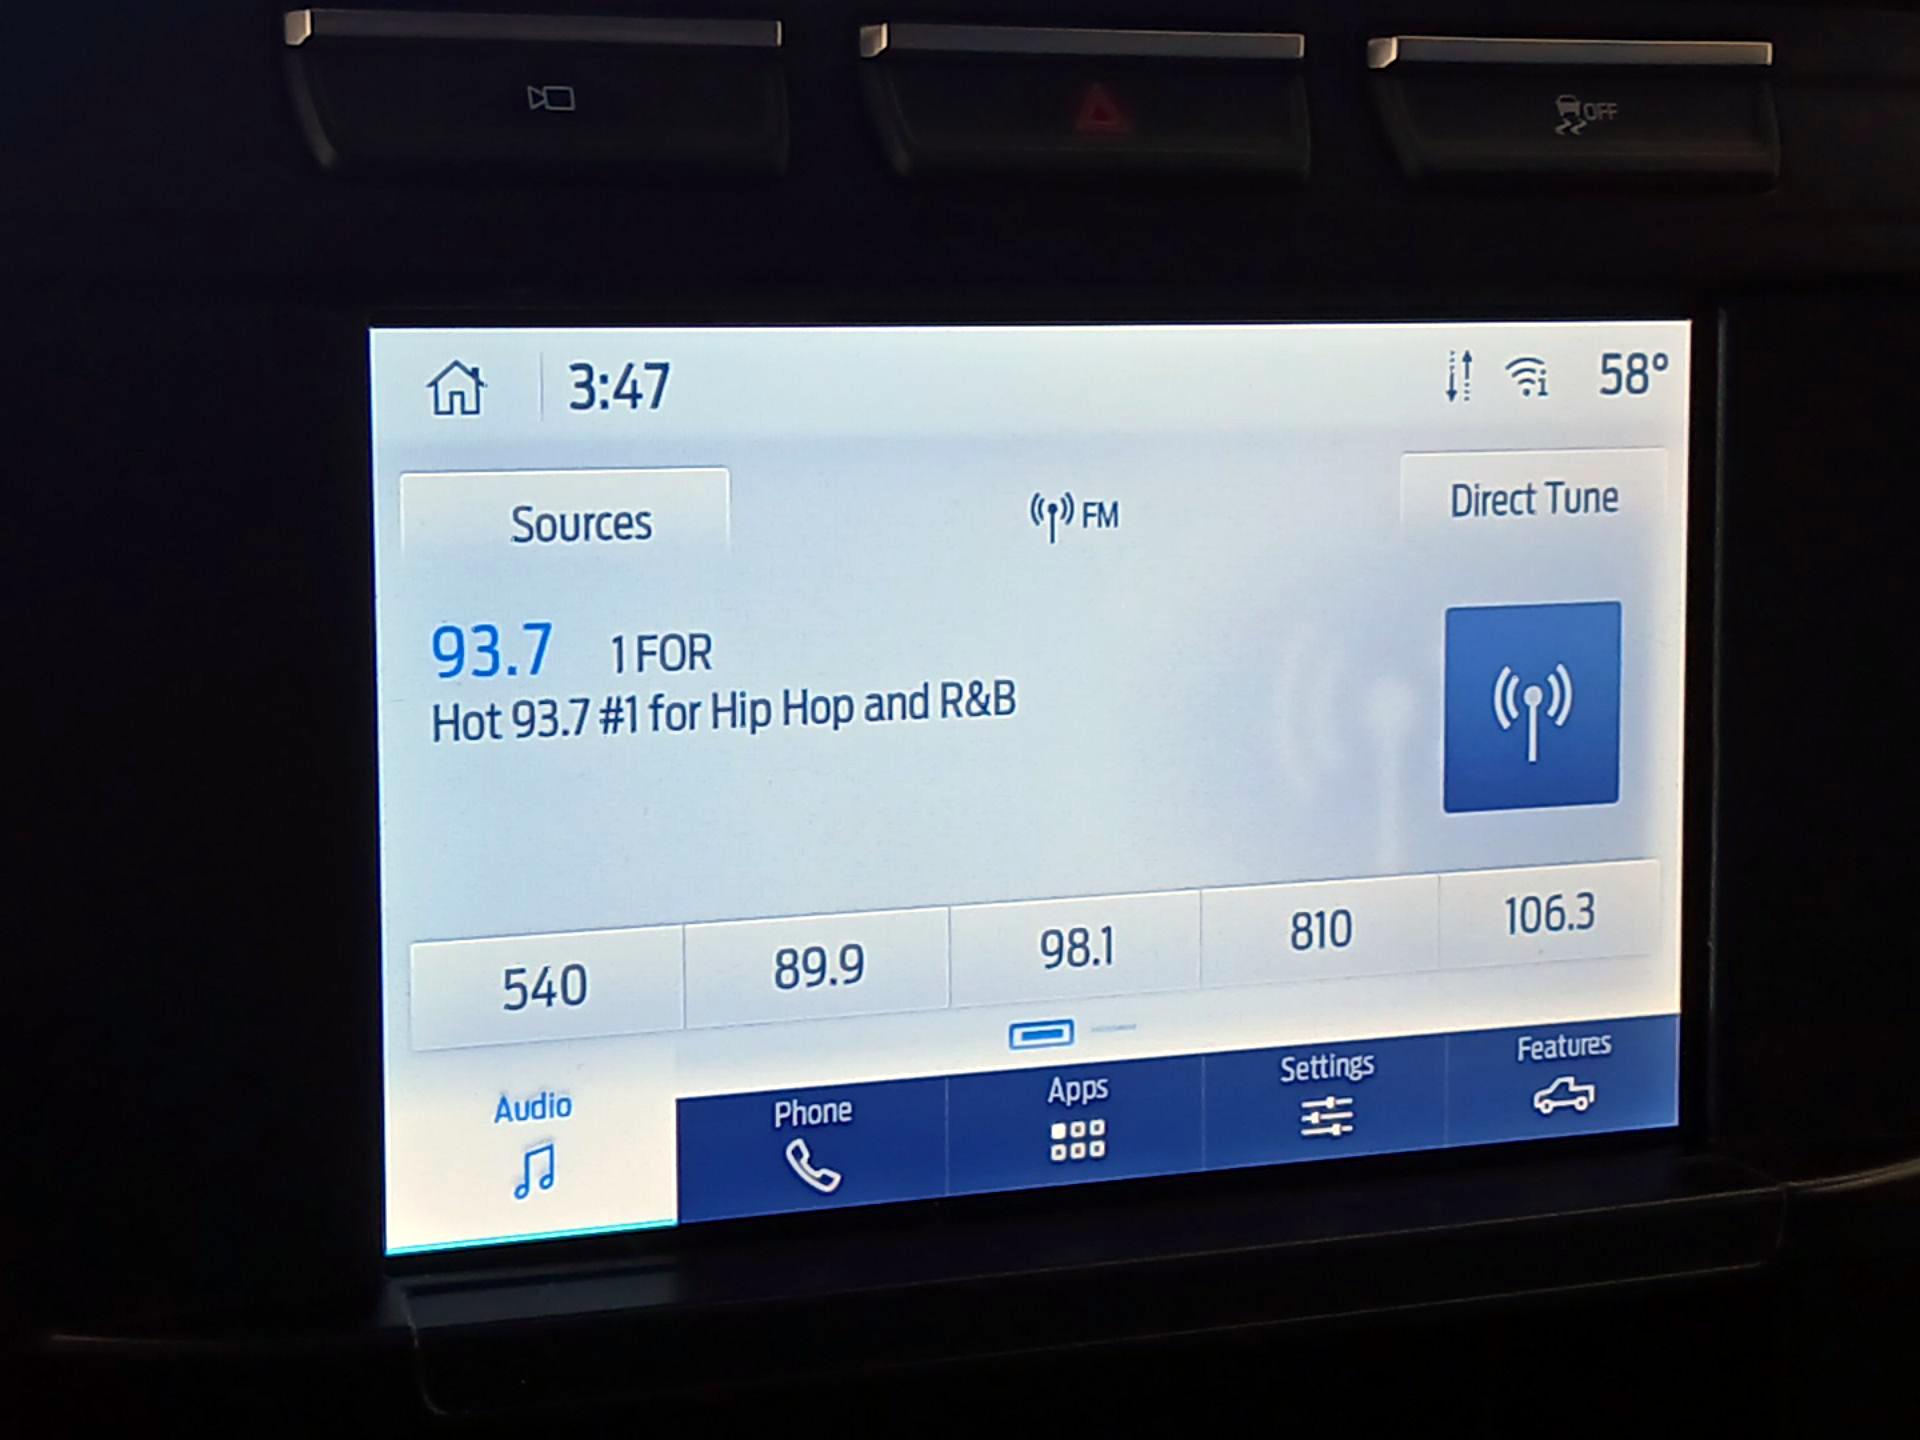 OFF
3:47
58°
Sources
FM
Direct Tune
93.7 1 FOR
Hot 93.7 #1 for Hip Hop and R&B
540 89.9 98.1 810 106.3
Audio Phone Apps Settings Features